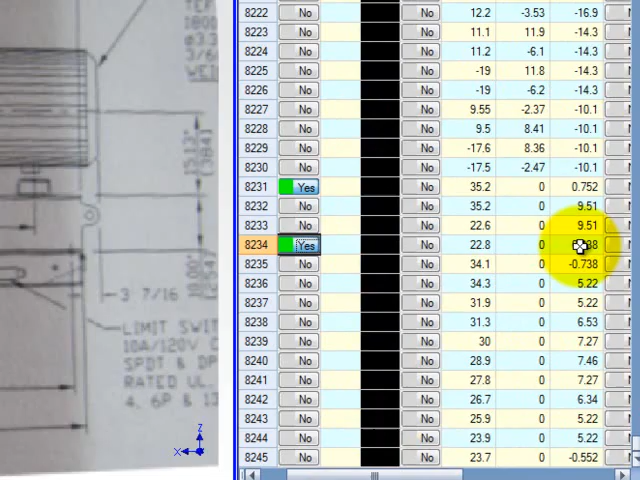 3 7/16
LIMIT SWIT
10A/120V C
SPDT & DP
RATED UL,
4, 6P & 13
Z
X
8222 No No 12.2 -3.53 -16.9
8223 No No 11.1 11.9 -14.3
8224 No No 11.2 -6.1 -14.3
8225 No No -19 11.8 -14.3
8226 No No -19 -6.2 -14.3
8227 No No 9.55 -2.37 -10.1
8228 No No 9.5 8.41 -10.1
8229 No No -17.6 8.36 -10.1
8230 No No -17.5 -2.47 -10.1
8231 Yes No 35.2 0 0.752
8232 No No 35.2 0 9.51
8233 No No 22.6 0 9.51
8234 Yes No 22.8 0
8235 No No 34.1 0 -0.738
8236 No No 34.3 0 5.22
8237 No No 31.9 0 5.22
8238 No No 31.3 0 6.53
8239 No No 30 0 7.27
8240 No No 28.9 0 7.46
8241 No No 27.8 0 7.27
8242 No No 26.7 0 6.34
8243 No No 25.9 0 5.22
8244 No No 23.9 0 5.22
8245 No No 23.7 0 -0.552